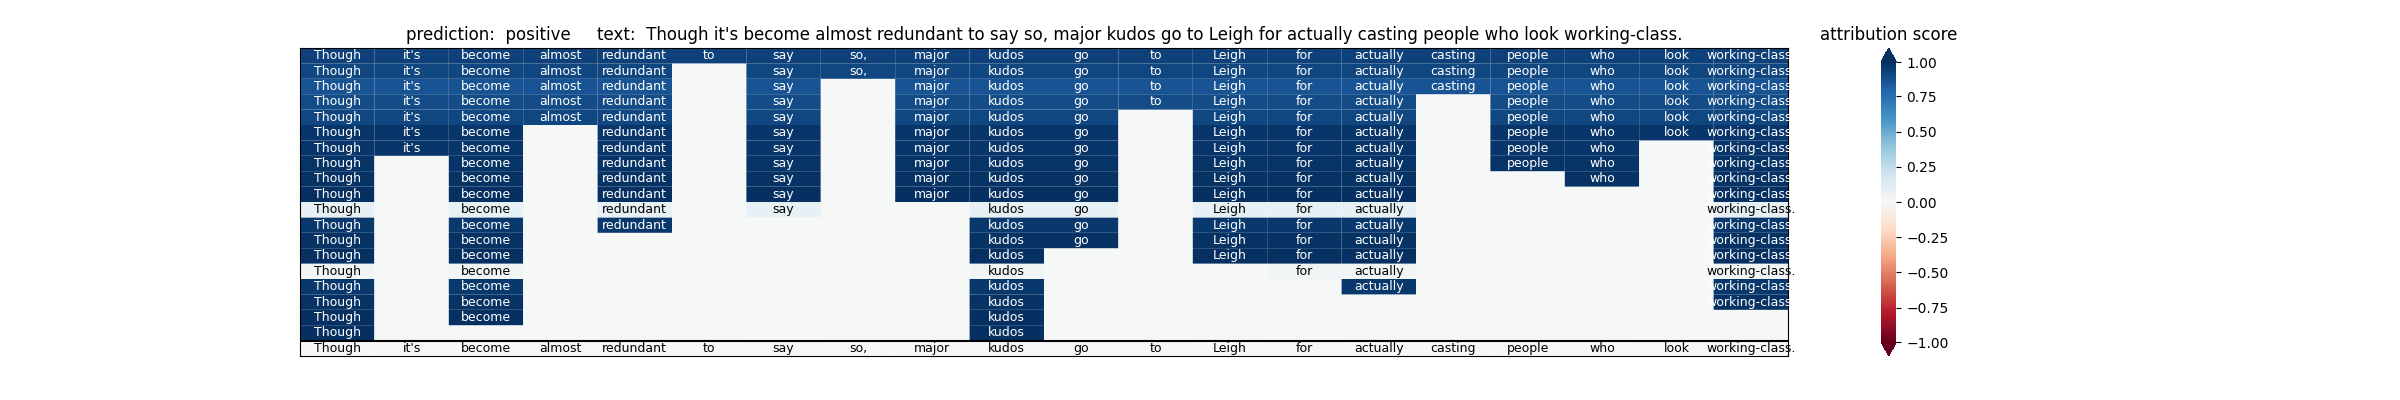 prediction: positive text: Though it's become almost redundant to say so, major kudos go to Leigh for actually casting people who look working-class.
Though it's become almost redundant to say so, major kudos go to Leigh for actually casting people who look working-class
Though it's become almost redundant say so, major kudos go to Leigh for actually casting people who look working-class
Though it's become almost redundant say major kudos go to Leigh for actually casting people who look working-class
Though it's become almost redundant say major kudos go to Leigh for actually people who look working-class
Though it's become almost redundant say major kudos go Leigh for actually people who look working-class
Though it's become redundant say major kudos go Leigh for actually people who look working-class
Though it's become redundant say major kudos go Leigh for actually people who working-class
Though become redundant say major kudos go Leigh for actually people who working-class
Though become redundant say major kudos go Leigh for actually who working-class
Though become redundant say major kudos go Leigh for actually working-class
Though become redundant say kudos go Leigh for actually working-class.
Though become redundant kudos go Leigh for actually working-class
Though become kudos go Leigh for actually working-class
Though become kudos Leigh for actually working-class
Though become kudos for actually working-class.
Though become kudos actually working-class
Though become kudos working-class
Though become kudos
Though kudos
Though it's become almost redundant to say so, major kudos go to Leigh for actually casting people who look working-class.
attribution score
1.00
0.75
0.50
0.25
0.00
−0.25
−0.50
−0.75
−1.00